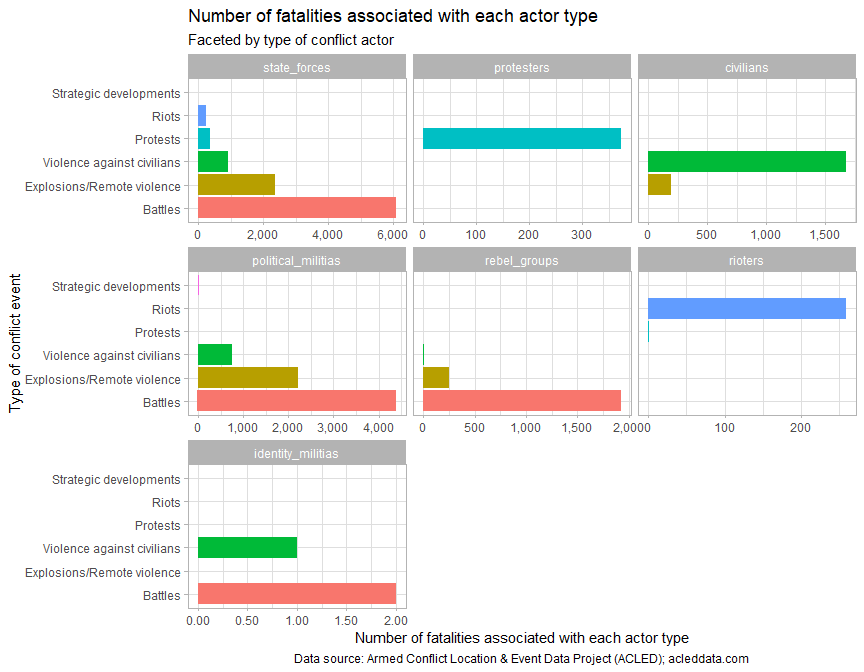 Number of fatalities associated with each actor type
Faceted by type of conflict actor
state_forces
protesters
civilians
Strategic developments
Riots
Protests
Violence against civilians
Explosions/Remote violence
Battles
0 2,000 4,000 6,000
0 100 200 300
0 500 1,000 1,500
political_militias
rebel_groups
rioters
Strategic developments
Riots
Protests
Violence against civilians
Explosions/Remote violence
Battles
0 1,000 2,000 3,000 4,000
0 500 1,000 1,500 2,000
0 100 200
identity_militias
Strategic developments
Riots
Protests
Violence against civilians
Explosions/Remote violence
Battles
0.00 0.50 1.00 1.50 2.00
Type of conflict event
Number of fatalities associated with each actor type
Data source: Armed Conflict Location & Event Data Project (ACLED); acleddata.com